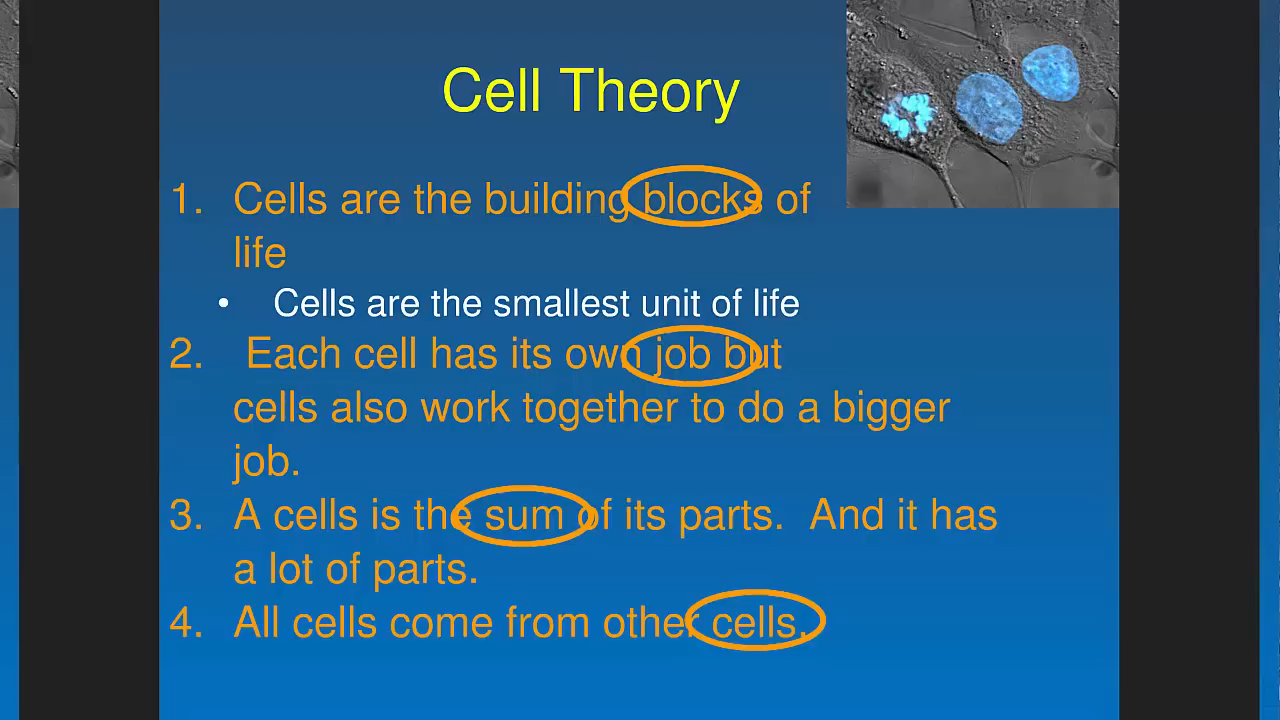 Cell Theory
1. Cells are the building blocks of
life
• Cells are the smallest unit of life
2. Each cell has its own job but
cells also work together to do a bigger
job.
3. A cells is the sum of its parts. And it has
a lot of parts.
4. All cells come from other cells.